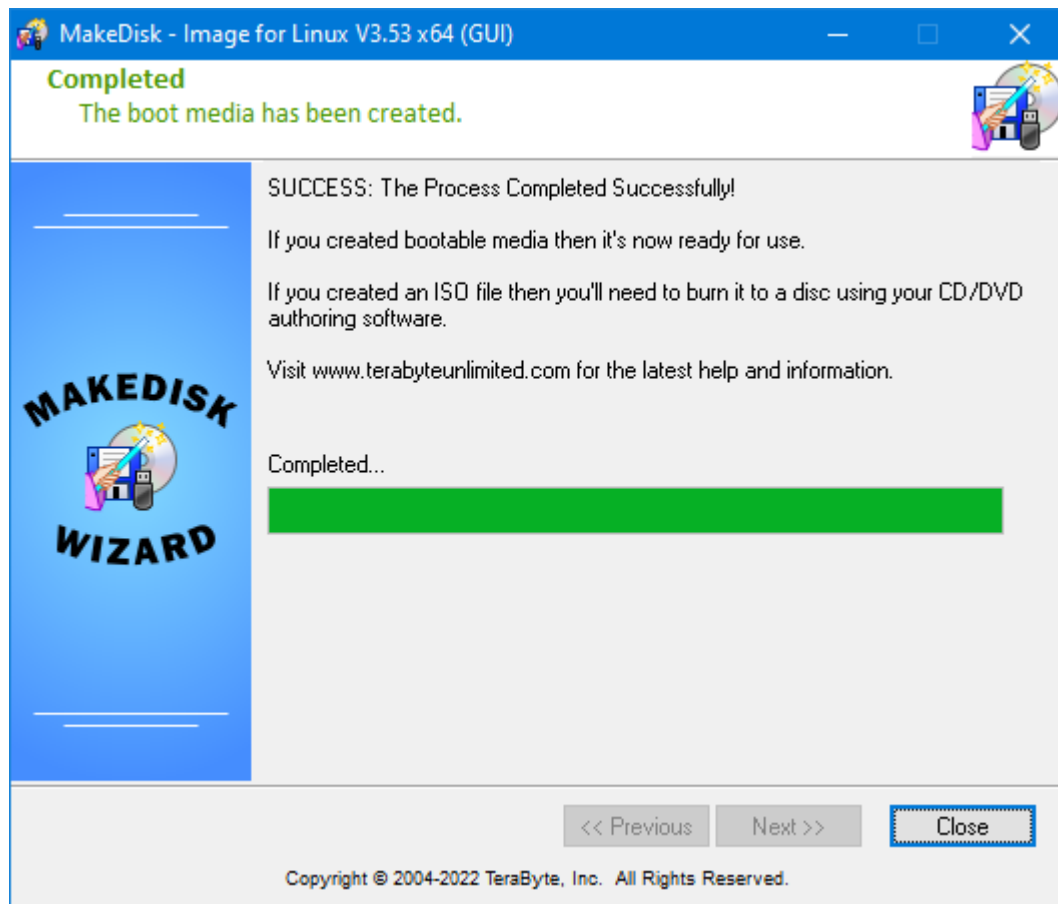 MakeDisk - Image for Linux V3.53 x64 (GUI)
Completed
The boot media has been created.
SUCCESS: The Process Completed Successfully!
If you created bootable media then it's now ready for use.
If you created an ISO file then you'll need to burn it to a disc using your CD/DVD
authoring software.
Visit www.terabyteunlimited.com for the latest help and information.
MAKEDISK
WIZARD
Completed...
<< Previous
Next >>
Close
Copyright © 2004-2022 TeraByte, Inc. All Rights Reserved.